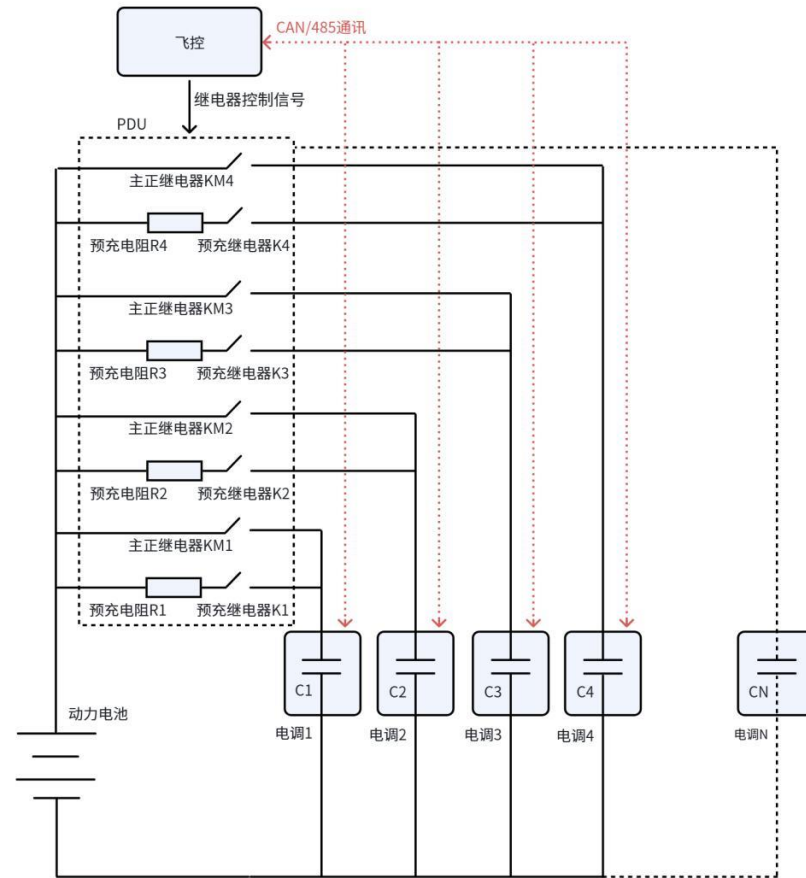 CAN/485通讯
飞控
继电器控制信号
PDU
主正继电器KM4
预充电阻R4
预充继电器K4
主正继电器KM3
预充电阻R3
预充继电器K3
主正继电器KM2
预充电阻R2
预充继电器K2
主正继电器KM1
预充电阻R1
预充继电器K1
C1
C2
C3
C4
CN
动力电池
电调1
电调2
电调3
电调4
电调N